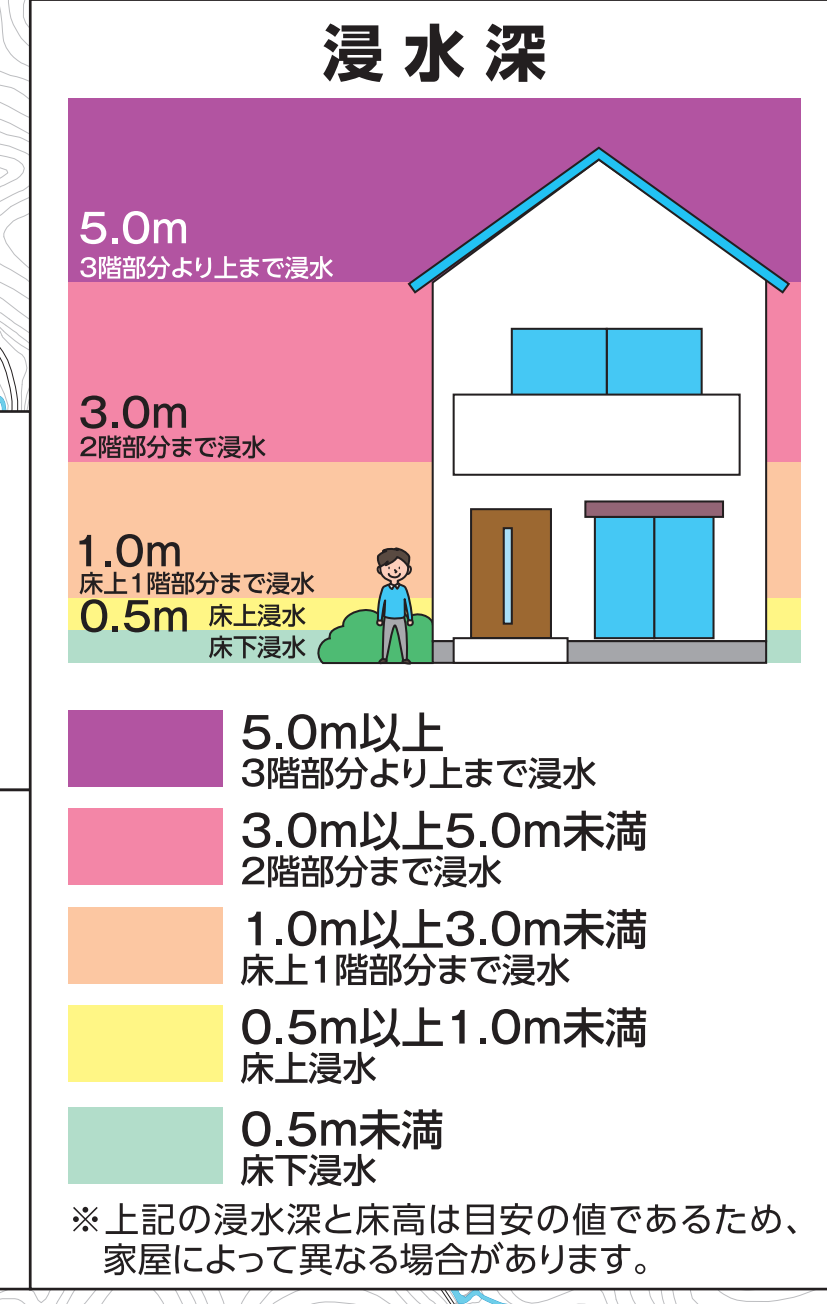 浸水深
5.0m
3階部分より上まで浸水
3.0m
2階部分まで浸水
1.0m
床上1階部分まで浸水
0.5m 床上浸水
床下浸水
5.0m以上
3階部分より上まで浸水
3.0m以上5.0m未満
2階部分まで浸水
1.0m以上3.0m未満
床上1階部分まで浸水
0.5m以上1.0m未満
床上浸水
0.5m未満
床下浸水
※上記の浸水深と床高は目安の値であるため、
家屋によって異なる場合があります。